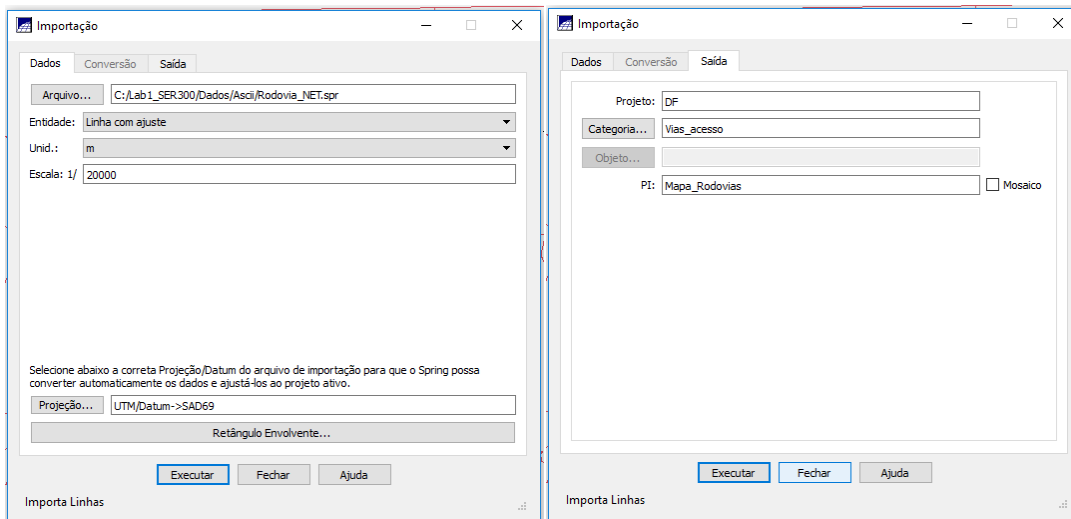 Importação
Dados Conversão Saída
Arquivo... C:/Lab1_SER300/Dados/Ascii/Rodovia_NET.spr
Entidade: Linha com ajuste
Unid.: m
Escala: 1/ 20000
Selecione abaixo a correta Projeção/Datum do arquivo de importação para que o Spring possa
converter automaticamente os dados e ajustá-los ao projeto ativo.
Projeção... UTM/Datum->SAD69
Retângulo Envolvente...
Executar Fechar Ajuda
Importa Linhas
Importação
Dados Conversão Saída
Projeto: DF
Categoria... Vias_acesso
Objeto...
PI: Mapa_Rodovias Mosaico
Executar Fechar Ajuda
Importa Linhas